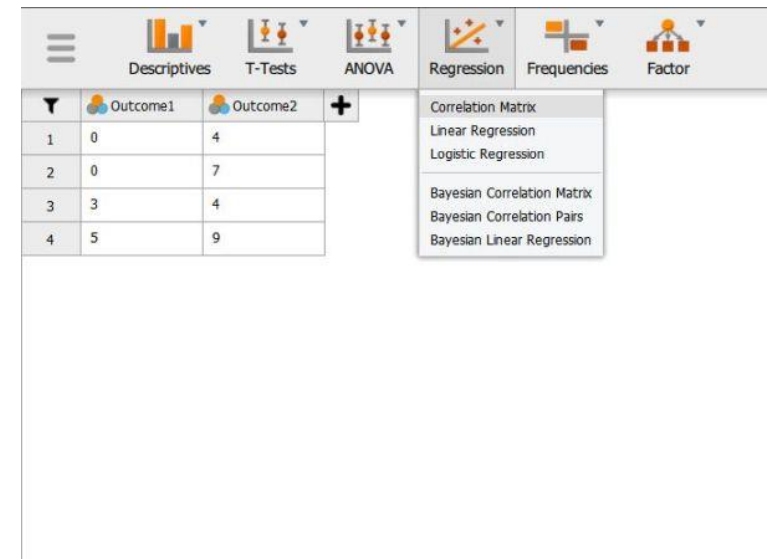 Descriptives T-Tests ANOVA Regression Frequencies Factor
Outcome1 Outcome2
1 0 4
2 0 7
3 3 4
4 5 9
Correlation Matrix
Linear Regression
Logistic Regression
Bayesian Correlation Matrix
Bayesian Correlation Pairs
Bayesian Linear Regression